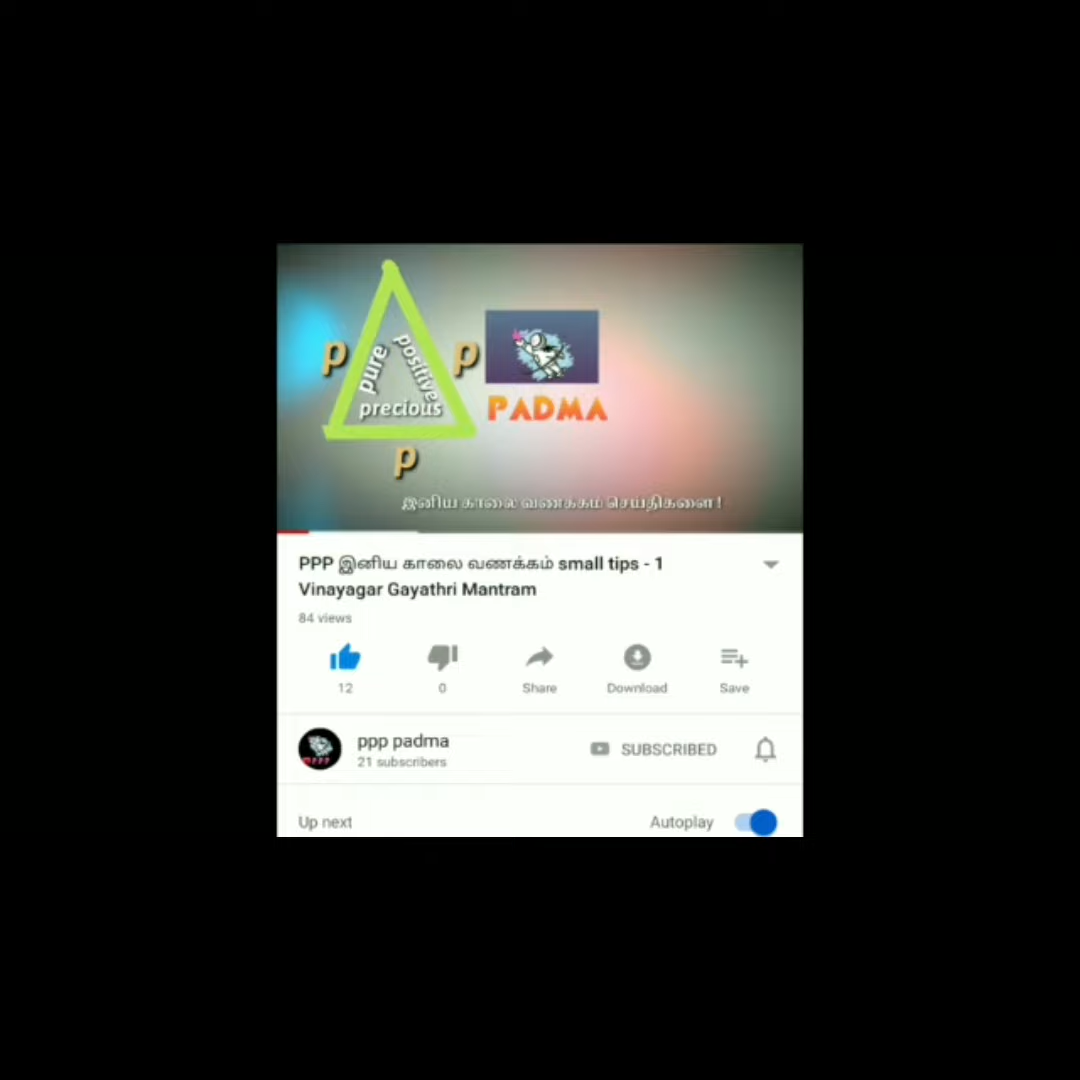 p
pure
positive
p
precious
p
PADMA
இனிய காலை வணக்கம் செய்திகளை !
PPP இனிய காலை வணக்கம் small tips - 1
Vinayagar Gayathri Mantram
84 views
12
0
Share
Download
Save
PPP
ppp padma
21 subscribers
SUBSCRIBED
Up next
Autoplay